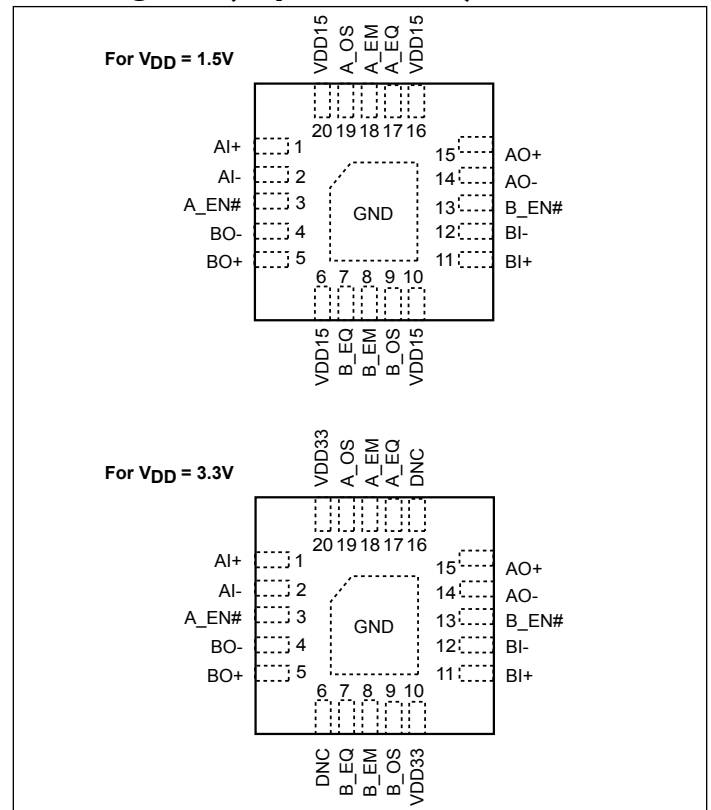 For VDD = 1.5V
VDD15 A_OS A_EM A_EQ VDD15
20 19 18 17 16
AI+ 1
AI- 2
A_EN# 3
BO- 4
BO+ 5
GND
15 AO+
14 AO-
13 B_EN#
12 BI-
11 BI+
6 7 8 9 10
VDD15 B_EQ B_EM B_OS VDD15
For VDD = 3.3V
VDD33 A_OS A_EM A_EQ DNC
20 19 18 17 16
AI+ 1
AI- 2
A_EN# 3
BO- 4
BO+ 5
GND
15 AO+
14 AO-
13 B_EN#
12 BI-
11 BI+
6 7 8 9 10
DNC B_EQ B_EM B_OS VDD33